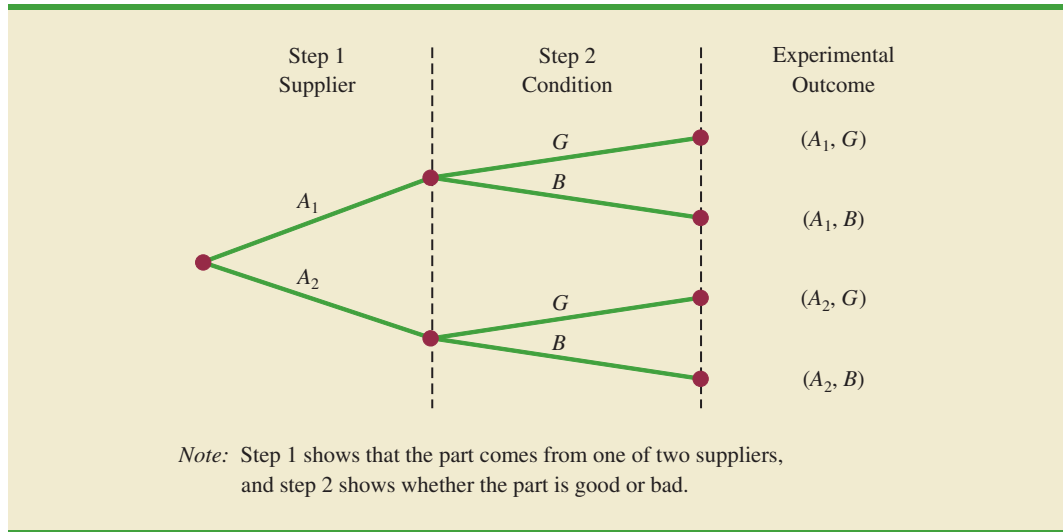 Step 1 Step 2 Experimental
Supplier Condition Outcome
G (A₁, G)
B
A₁ (A₁, B)
A₂
G (A₂, G)
B
(A₂, B)
Note: Step 1 shows that the part comes from one of two suppliers,
and step 2 shows whether the part is good or bad.